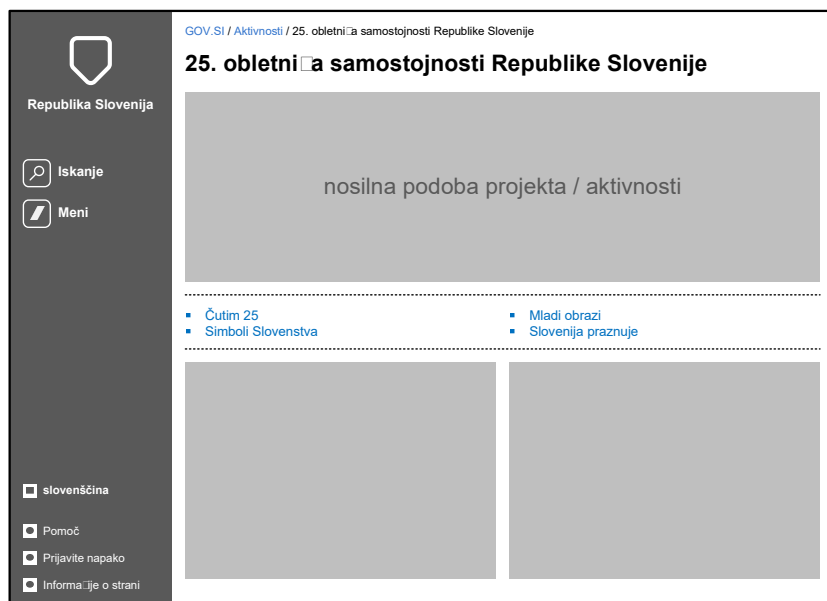 GOV.SI / Aktivnosti / 25. obletni□a samostojnosti Republike Slovenije
25. obletni□a samostojnosti Republike Slovenije
Republika Slovenija
Iskanje
Meni
nosilna podoba projekta / aktivnosti
▪ Čutim 25
▪ Simboli Slovenstva
▪ Mladi obrazi
▪ Slovenija praznuje
slovenščina
Pomoč
Prijavite napako
Informa□ije o strani